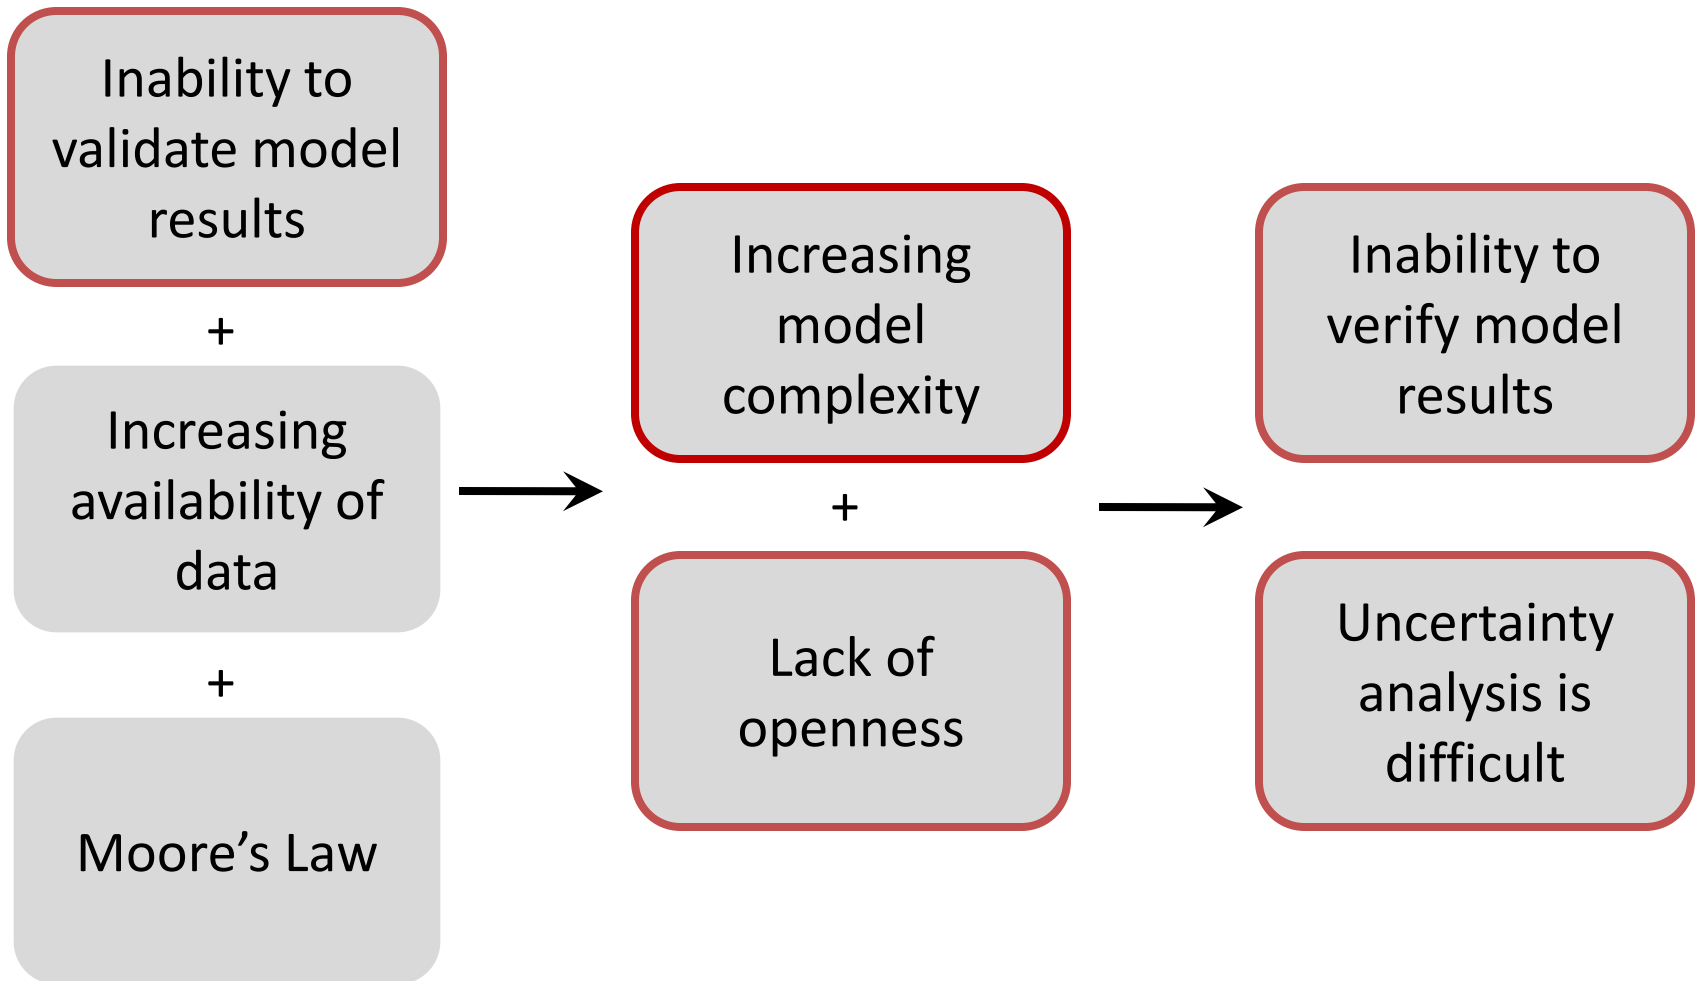 Inability to
validate model
results
+
Increasing
availability of
data
+
Moore’s Law
Increasing
model
complexity
+
Lack of
openness
Inability to
verify model
results
Uncertainty
analysis is
difficult